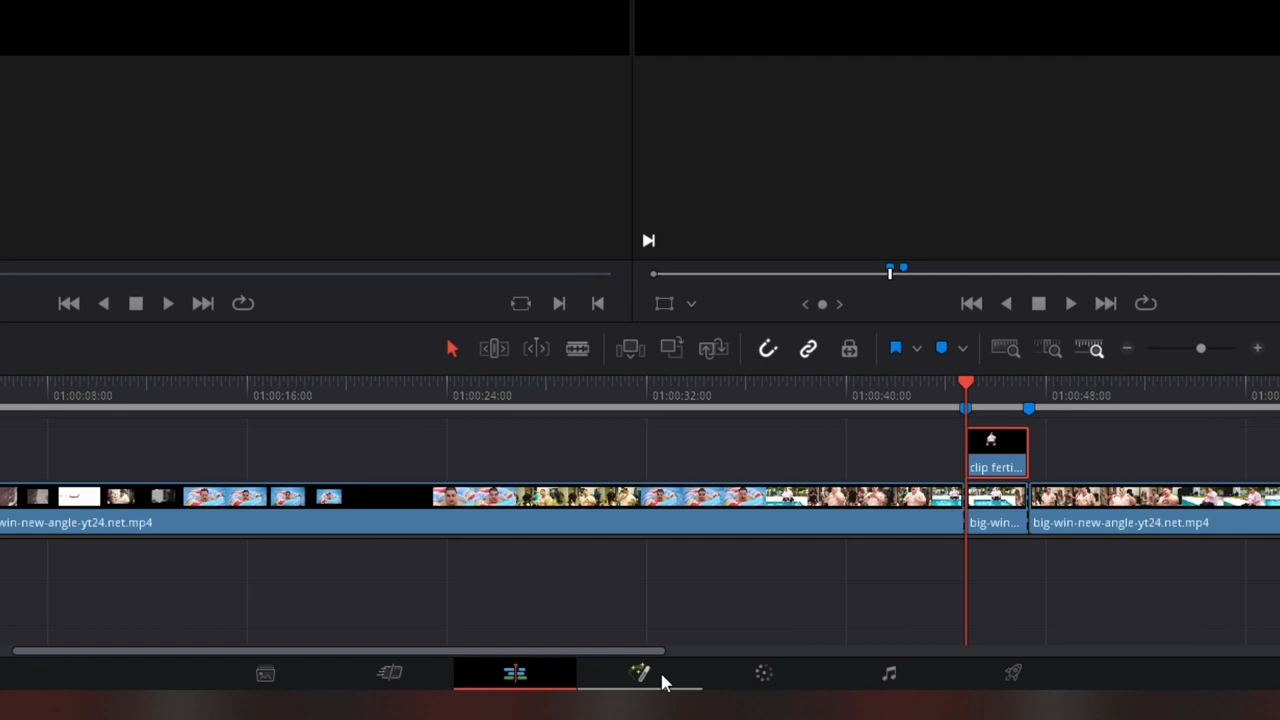 01:00:08:00 01:00:16:00 01:00:24:00 01:00:32:00 01:00:40:00 01:00:48:00 01:00
clip ferti...
win-new-angle-yt24.net.mp4 big-win... big-win-new-angle-yt24.net.mp4